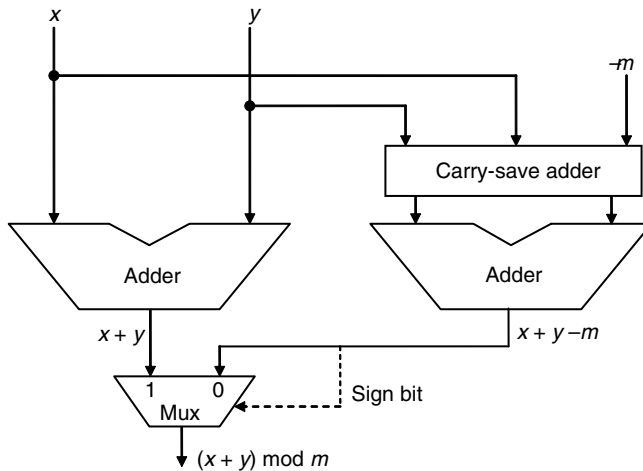 x
y
–m
Carry-save adder
Adder
Adder
x + y
x + y –m
1
0
Sign bit
Mux
(x + y) mod m